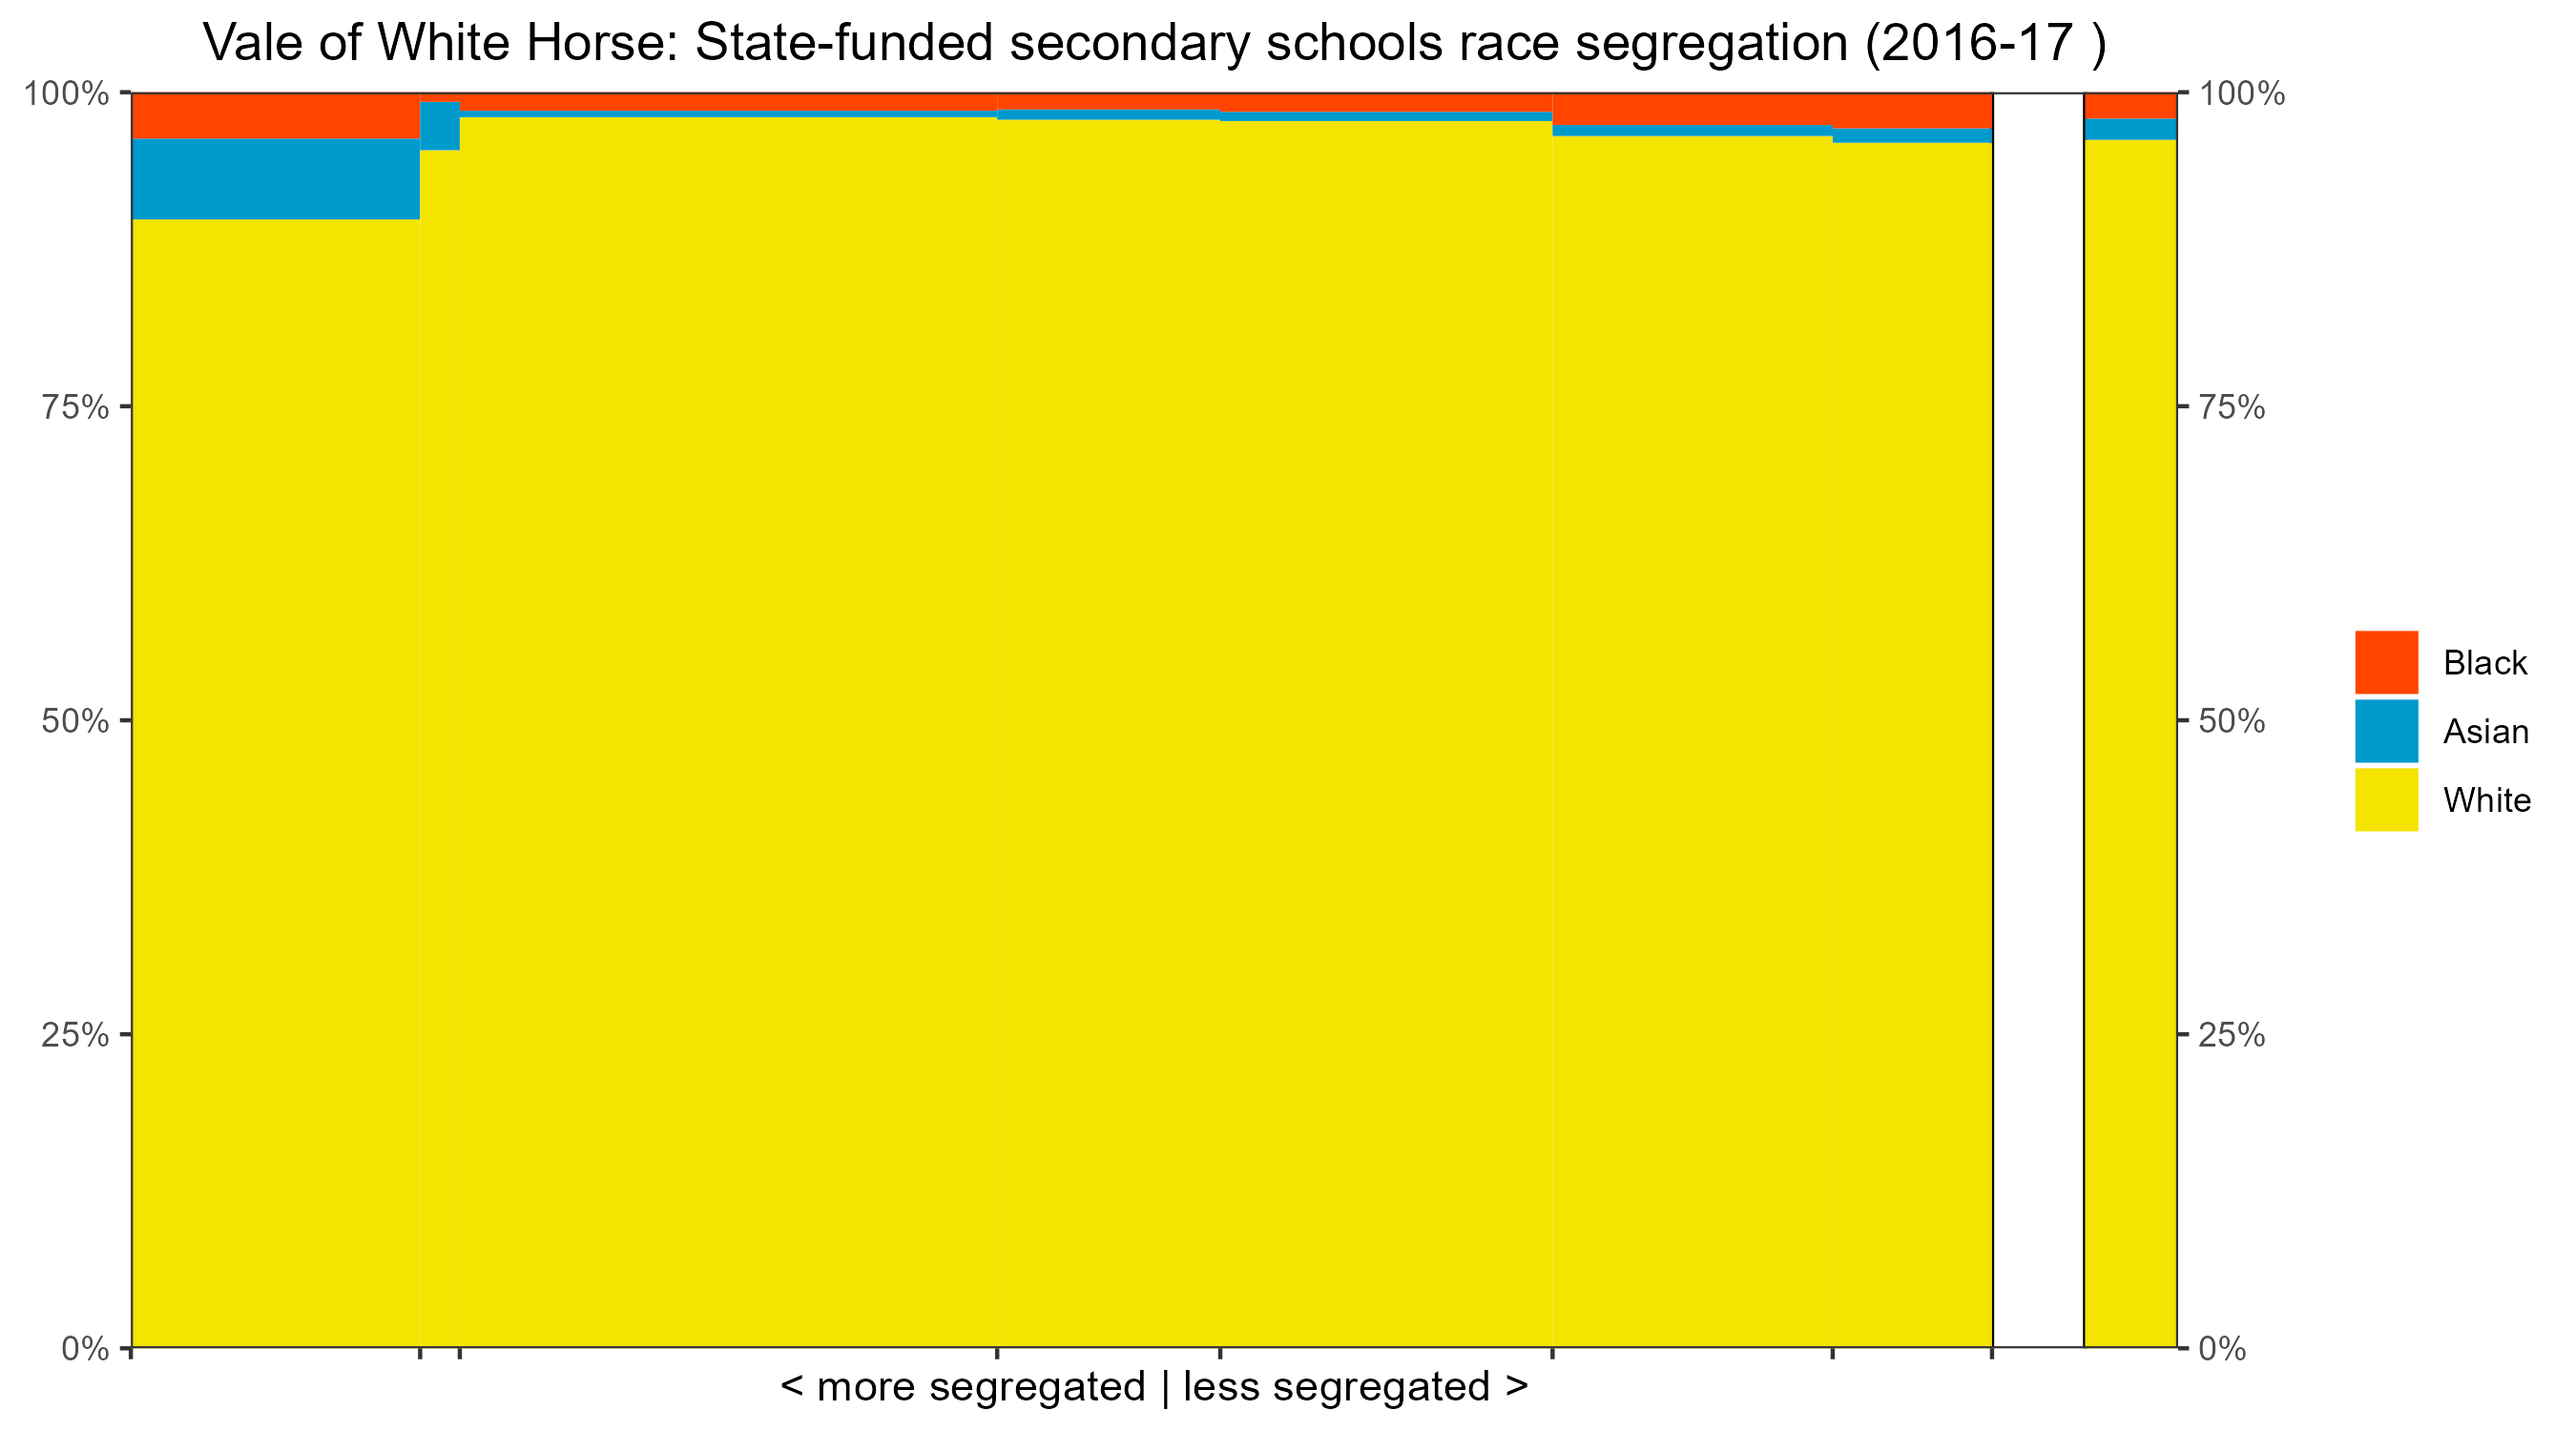 Vale of White Horse: State-funded secondary schools race segregation (2016-17 )
100%
75%
50%
25%
0%
100%
75%
50%
25%
0%
Black
Asian
White
< more segregated | less segregated >